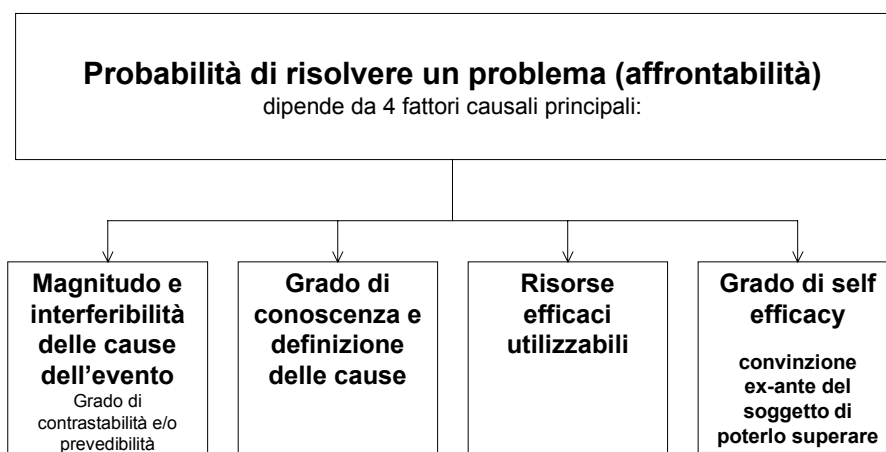 Probabilità di risolvere un problema (affrontabilità)
dipende da 4 fattori causali principali:
Magnitudo e
interferibilità
delle cause
dell'evento
Grado di
contrastabilità e/o
prevedibilità
Grado di
conoscenza e
definizione
delle cause
Risorse
efficaci
utilizzabili
Grado di self
efficacy
convinzione
ex-ante del
soggetto di
poterlo superare